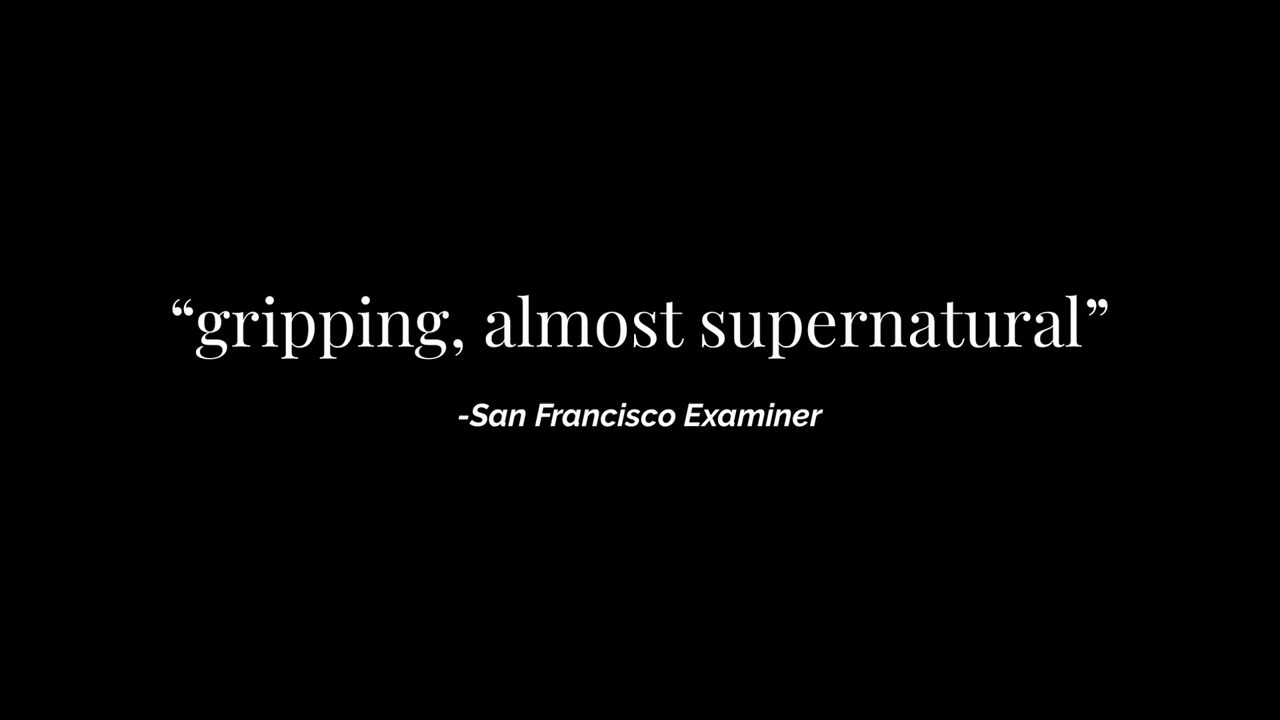 “gripping, almost supernatural”
-San Francisco Examiner